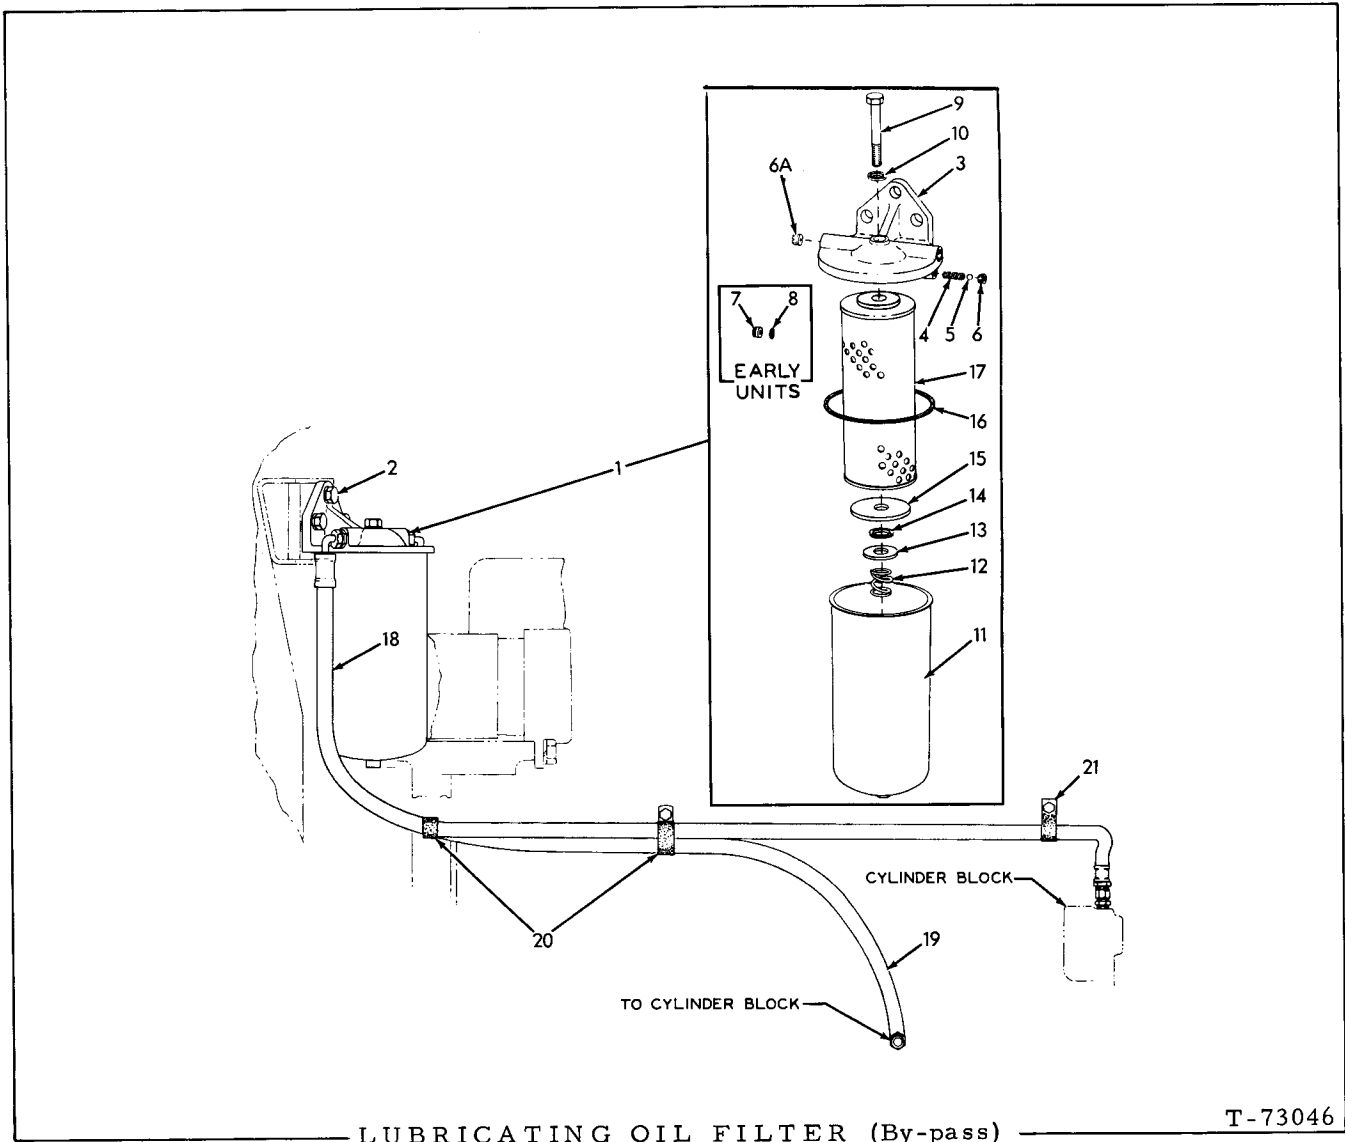 9
10
6A
3
7 8
4 5 6
EARLY
UNITS
17
16
2
1
15
14
13
12
18
11
21
CYLINDER BLOCK
20
19
TO CYLINDER BLOCK
T-73046
LUBRICATING OIL FILTER (By-pass)